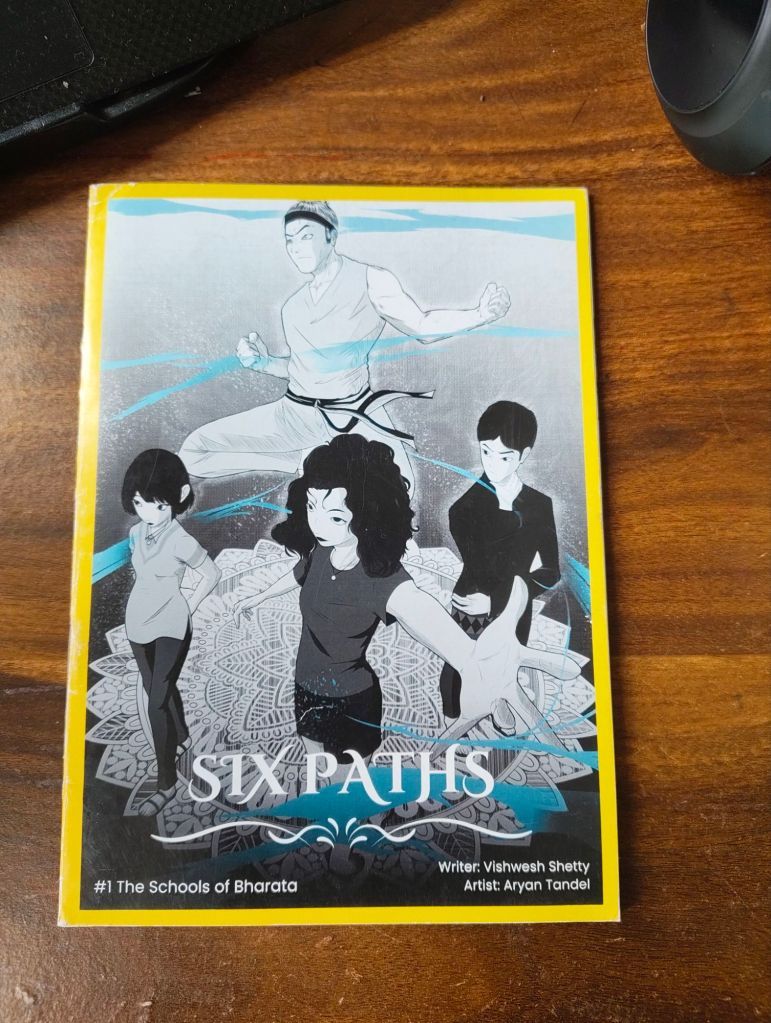 SIX PATHS
#1 The Schools of Bharata
Writer: Vishwesh Shetty
Artist: Aryan Tandel